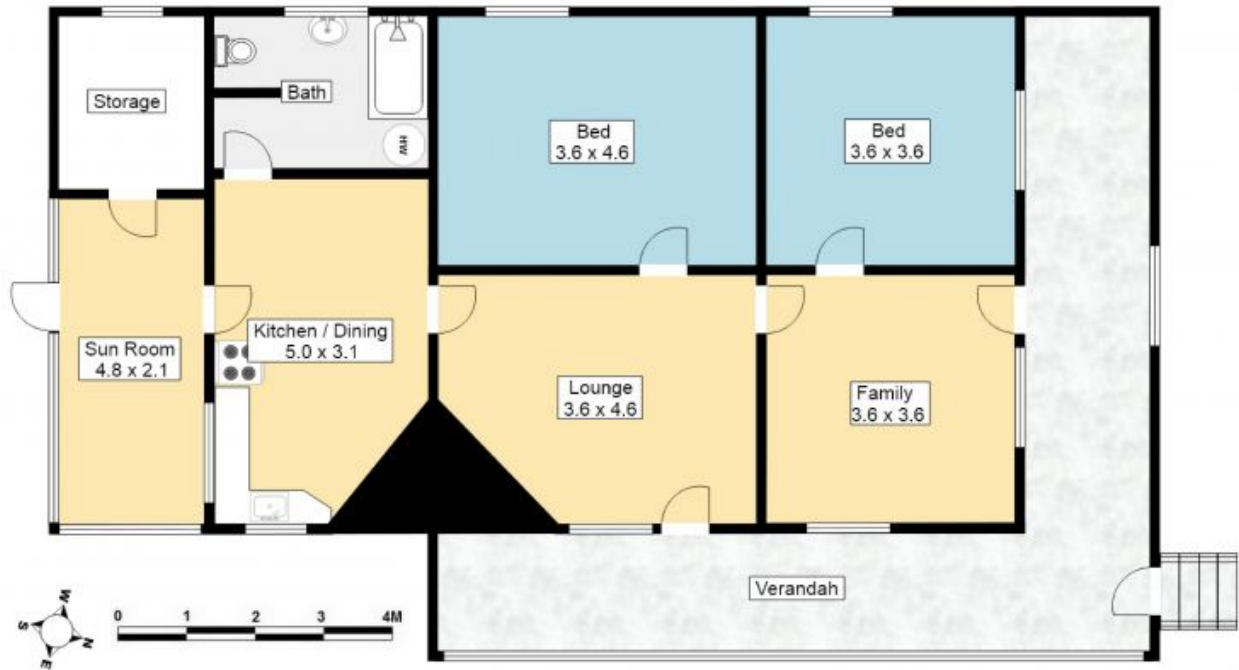 Storage
Bath
HW
Bed
3.6 x 4.6
Bed
3.6 x 3.6
Sun Room
4.8 x 2.1
Kitchen / Dining
5.0 x 3.1
Lounge
3.6 x 4.6
Family
3.6 x 3.6
Verandah
W
S
N
E
0 1 2 3 4M